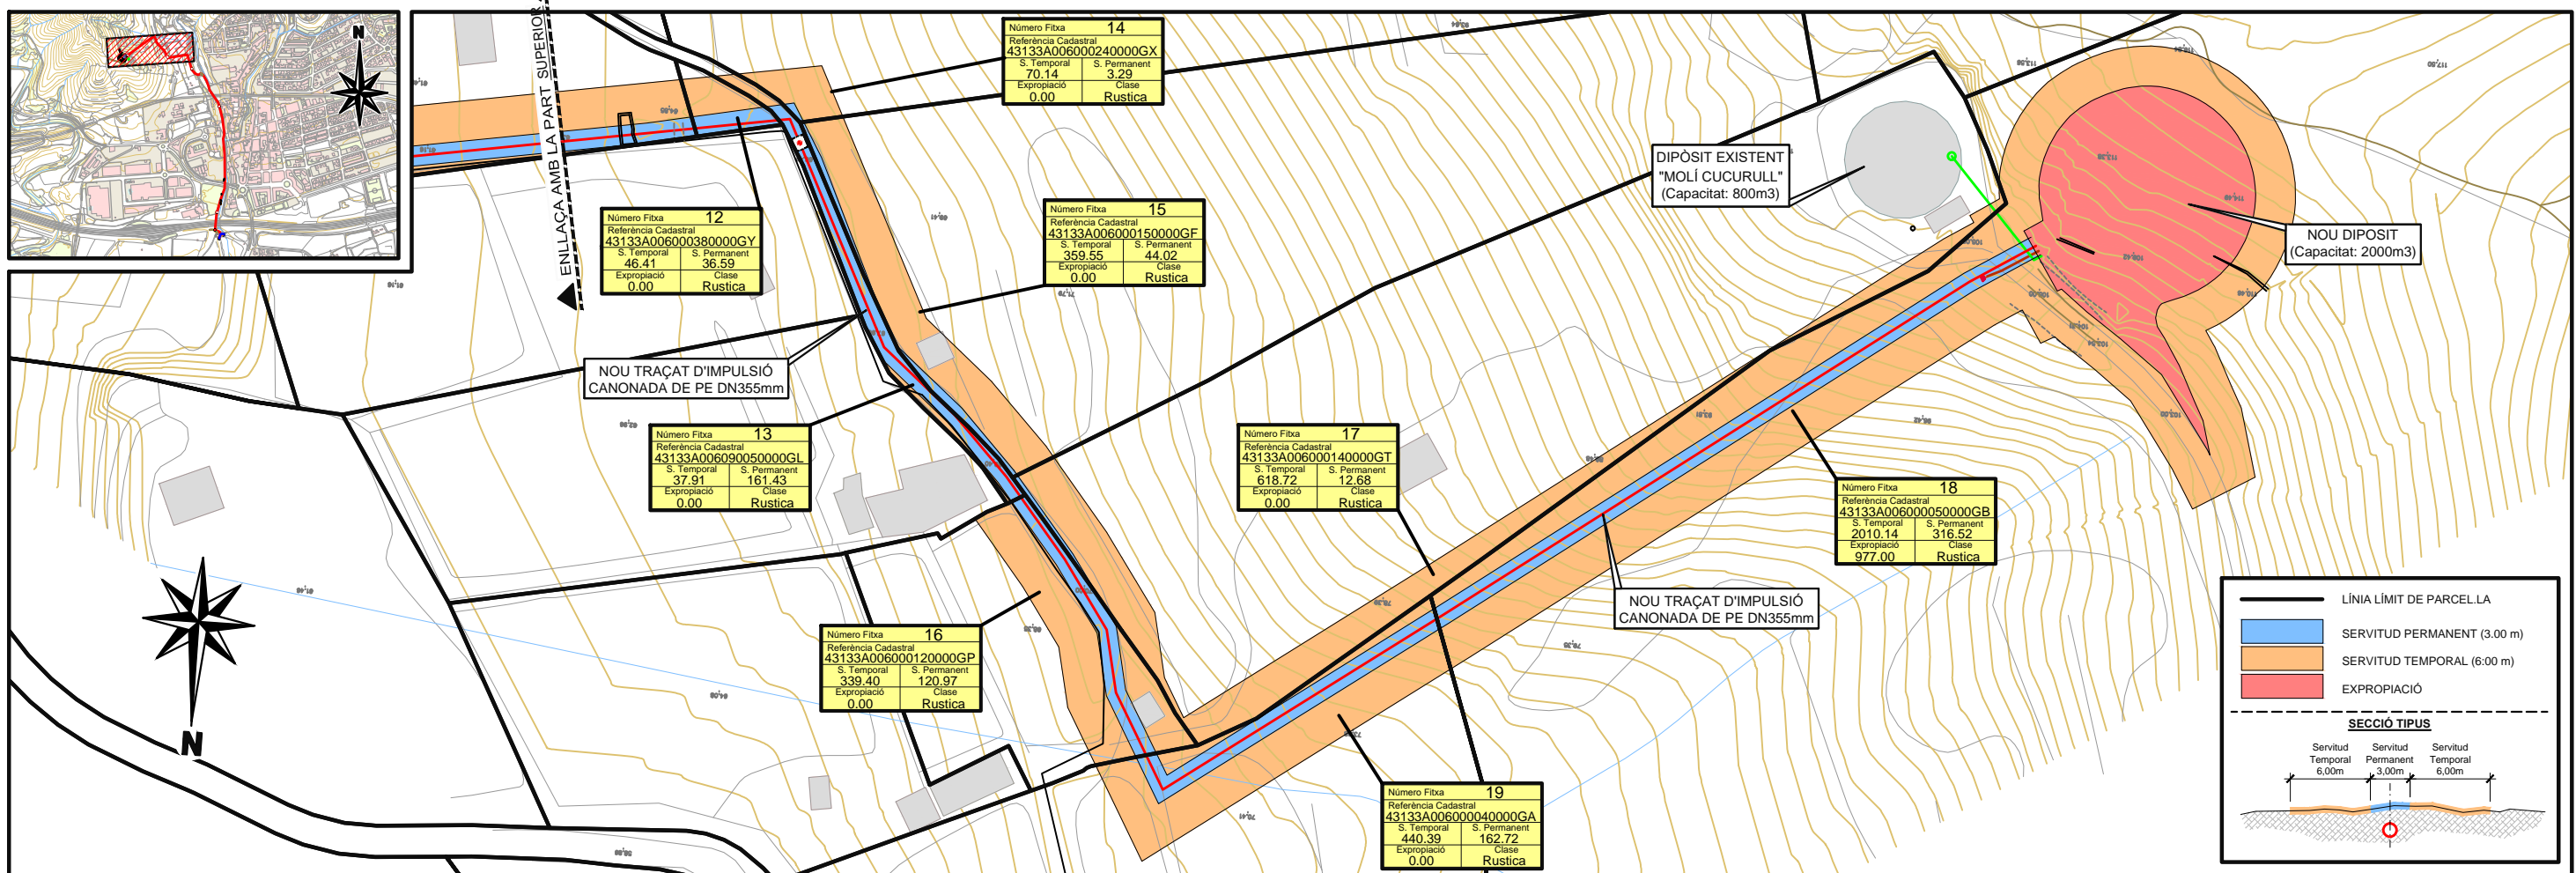 N
ENLLAÇA AMB LA PART SUPERIOR
Número Fitxa 14
Referència Cadastral
43133A006000240000GX
S. Temporal S. Permanent
70.14 3.29
Expropiació Clase
0.00 Rustica
Número Fitxa 12
Referència Cadastral
43133A006000380000GY
S. Temporal S. Permanent
46.41 36.59
Expropiació Clase
0.00 Rustica
Número Fitxa 15
Referència Cadastral
43133A006000150000GF
S. Temporal S. Permanent
359.55 44.02
Expropiació Clase
0.00 Rustica
DIPÒSIT EXISTENT
"MOLÍ CUCURULL"
(Capacitat: 800m3)
NOU DIPOSIT
(Capacitat: 2000m3)
NOU TRAÇAT D'IMPULSIÓ
CANONADA DE PE DN355mm
Número Fitxa 13
Referència Cadastral
43133A006090050000GL
S. Temporal S. Permanent
37.91 161.43
Expropiació Clase
0.00 Rustica
Número Fitxa 17
Referència Cadastral
43133A006000140000GT
S. Temporal S. Permanent
618.72 12.68
Expropiació Clase
0.00 Rustica
Número Fitxa 18
Referència Cadastral
43133A006000050000GB
S. Temporal S. Permanent
2010.14 316.52
Expropiació Clase
977.00 Rustica
NOU TRAÇAT D'IMPULSIÓ
CANONADA DE PE DN355mm
Número Fitxa 16
Referència Cadastral
43133A006000120000GP
S. Temporal S. Permanent
339.40 120.97
Expropiació Clase
0.00 Rustica
N
Número Fitxa 19
Referència Cadastral
43133A006000040000GA
S. Temporal S. Permanent
440.39 162.72
Expropiació Clase
0.00 Rustica
LÍNIA LÍMIT DE PARCEL.LA
SERVITUD PERMANENT (3.00 m)
SERVITUD TEMPORAL (6:00 m)
EXPROPIACIÓ
SECCIÓ TIPUS
Servitud Servitud Servitud
Temporal Permanent Temporal
6,00m 3,00m 6,00m